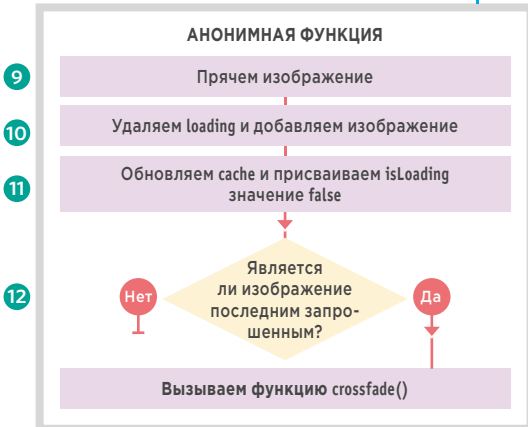 АНОНИМНАЯ ФУНКЦИЯ
9
Прячем изображение
10
Удаляем loading и добавляем изображение
11
Обновляем cache и присваиваем isLoading
значение false
12
Является
ли изображение
последним запро-
шенным?
Нет
Да
Вызываем функцию crossfade()